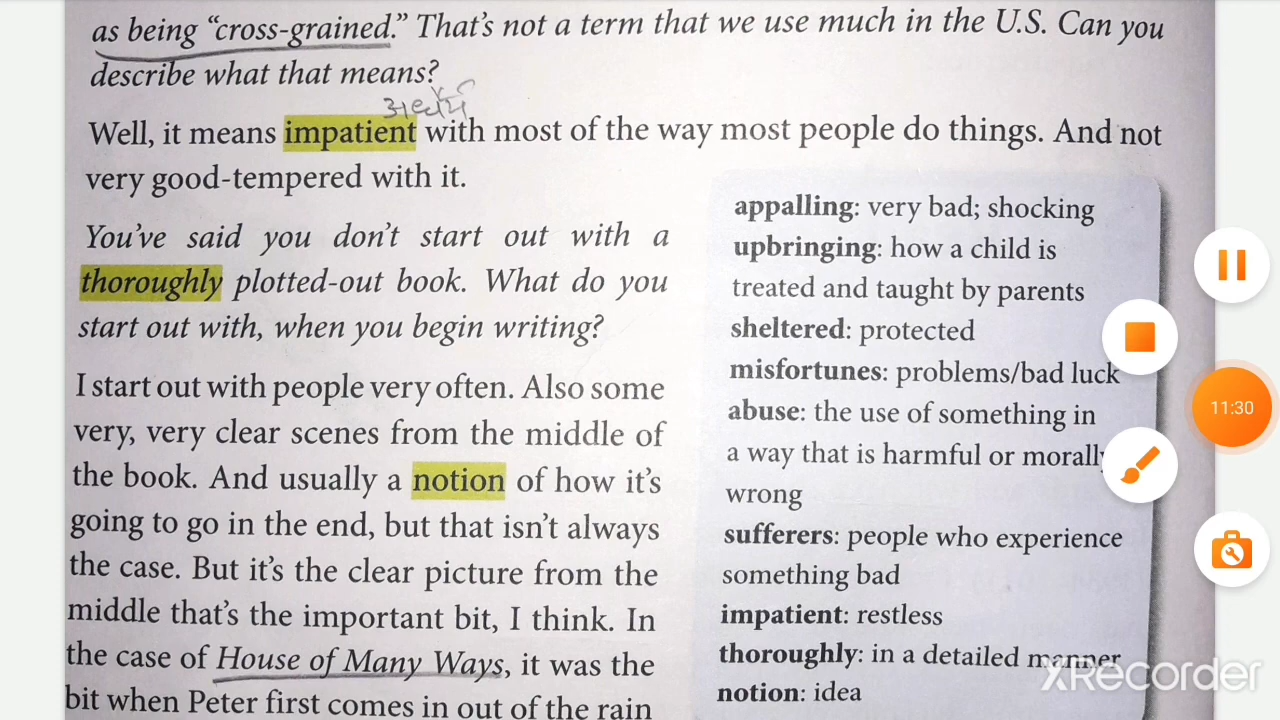 as being “cross-grained.” That’s not a term that we use much in the U.S. Can you
describe what that means?
Well, it means impatient with most of the way most people do things. And not
very good-tempered with it.
You’ve said you don’t start out with a
thoroughly plotted-out book. What do you
start out with, when you begin writing?
I start out with people very often. Also some
very, very clear scenes from the middle of
the book. And usually a notion of how it’s
going to go in the end, but that isn’t always
the case. But it’s the clear picture from the
middle that’s the important bit, I think. In
the case of House of Many Ways, it was the
bit when Peter first comes in out of the rain
appalling: very bad; shocking
upbringing: how a child is
treated and taught by parents
sheltered: protected
misfortunes: problems/bad luck
abuse: the use of something in
a way that is harmful or morally
wrong
sufferers: people who experience
something bad
impatient: restless
thoroughly: in a detailed manner
notion: idea
11:30
XRecorder